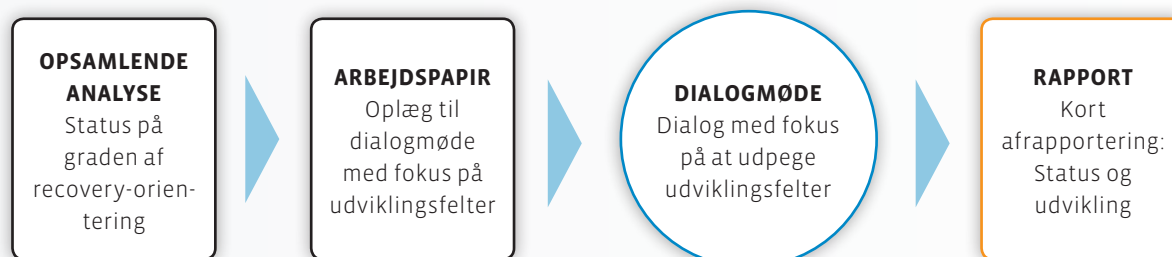 OPSAMLENDE
ANALYSE
Status på
graden af
recovery-orien-
tering
ARBEJDSPAPIR
Oplæg til
dialogmøde
med fokus på
udviklingsfelter
DIALOGMØDE
Dialog med fokus
på at udpege
udviklingsfelter
RAPPORT
Kort
afrapportering:
Status og
udvikling